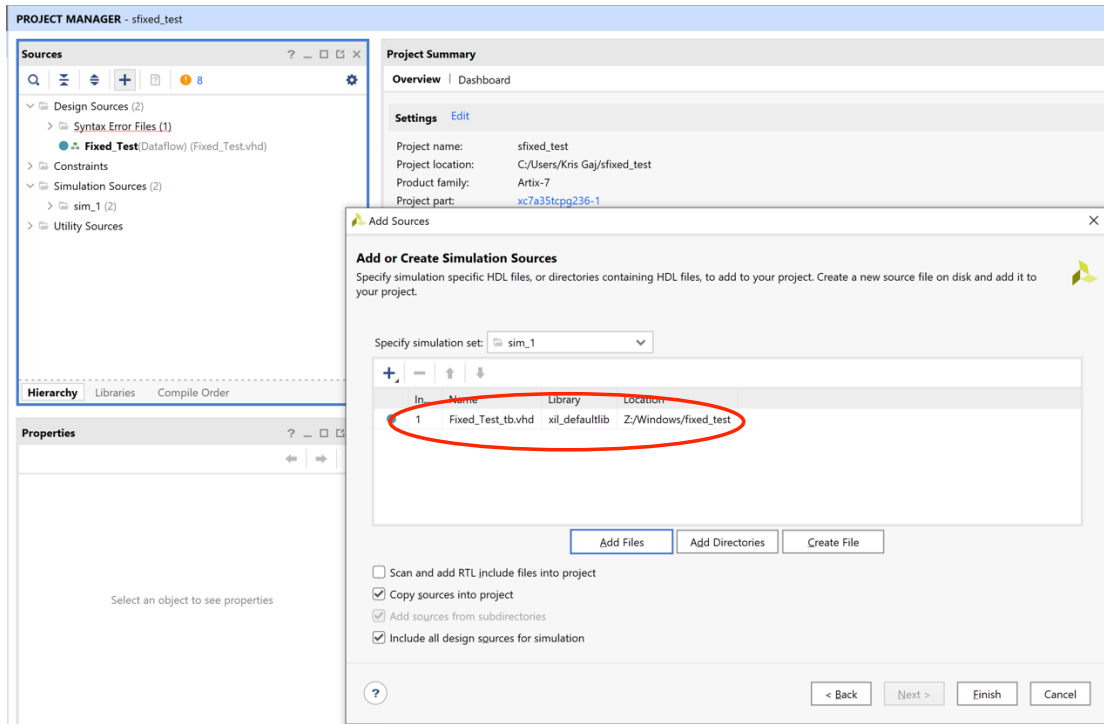 PROJECT MANAGER - sfixed_test
Sources
? _ □ X
8
Design Sources (2)
Syntax Error Files (1)
Fixed_Test(Dataflow) (Fixed_Test.vhd)
Constraints
Simulation Sources (2)
sim_1 (2)
Utility Sources
Hierarchy Libraries Compile Order
Properties
? _ □
Select an object to see properties
Project Summary
Overview | Dashboard
Settings Edit
Project name: sfixed_test
Project location: C:/Users/Kris Gaj/sfixed_test
Product family: Artix-7
Project part: xc7a35tcpg236-1
Add Sources
Add or Create Simulation Sources
Specify simulation specific HDL files, or directories containing HDL files, to add to your project. Create a new source file on disk and add it to
your project.
Specify simulation set: sim_1
In... Name Library Location
1 Fixed_Test_tb.vhd xil_defaultlib Z:/Windows/fixed_test
Add Files Add Directories Create File
Scan and add RTL include files into project
Copy sources into project
Add sources from subdirectories
Include all design sources for simulation
? < Back Next > Finish Cancel